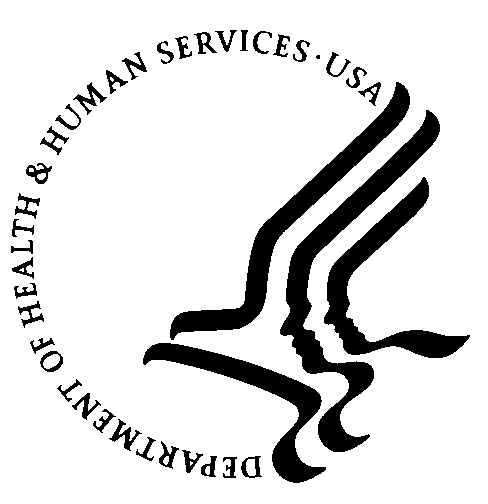 DEPARTMENT OF HEALTH & HUMAN SERVICES · USA